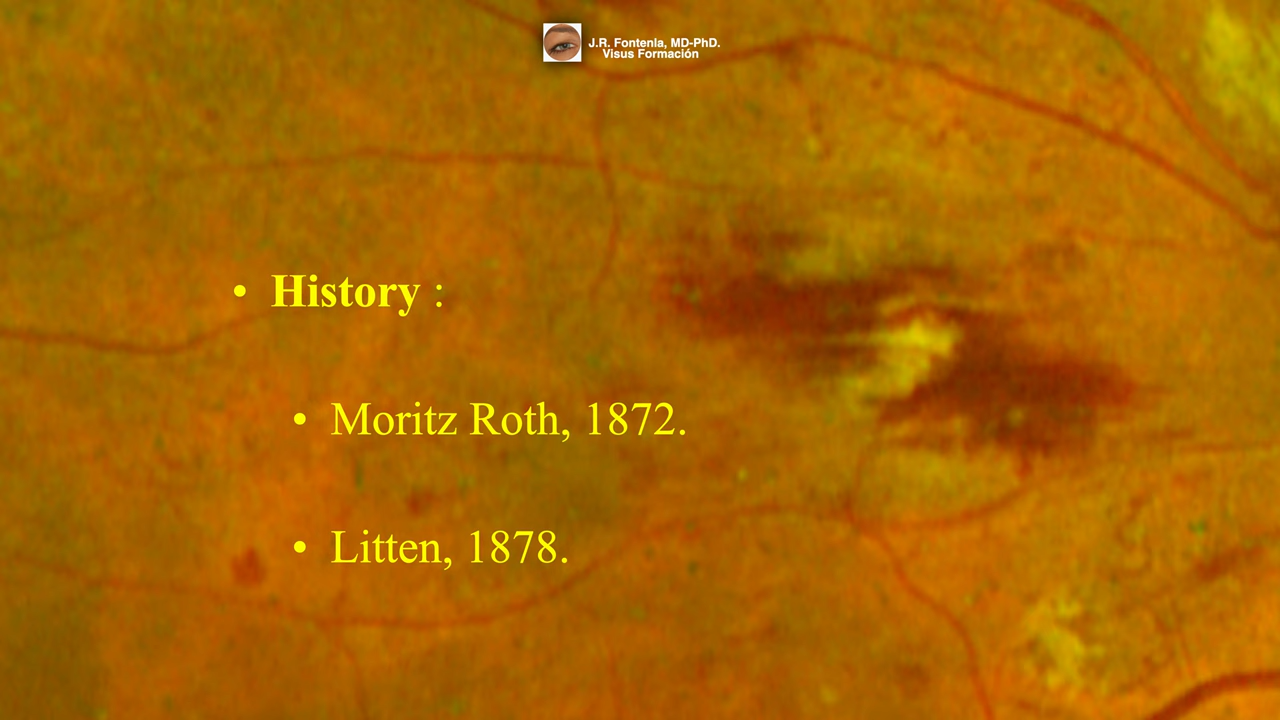 J.R. Fontenla, MD-PhD.
Visus Formación
• History :
• Moritz Roth, 1872.
• Litten, 1878.